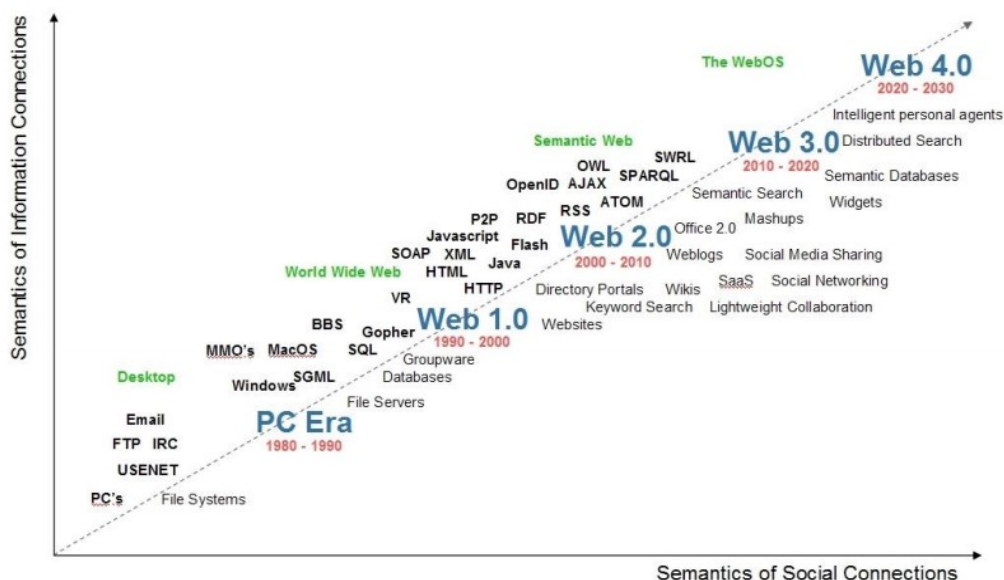 Semantics of Information Connections
The WebOS
Web 4.0
2020 - 2030
Intelligent personal agents
Semantic Web
Web 3.0
2010 - 2020
Distributed Search
SWRL
OWL
SPARQL
Semantic Databases
OpenID
AJAX
Semantic Search
Widgets
ATOM
RSS
Mashups
P2P
RDF
Office 2.0
Javascript
Flash
Web 2.0
2000 - 2010
SOAP
XML
Weblogs
Social Media Sharing
Java
World Wide Web
HTML
HTTP
Directory Portals
Wikis
SaaS
Social Networking
VR
Keyword Search
Lightweight Collaboration
BBS
Gopher
Web 1.0
1990 - 2000
Websites
MMO's
MacOS
SQL
Groupware
Desktop
Windows
SGML
Databases
File Servers
Email
PC Era
1980 - 1990
FTP
IRC
USENET
PC's
File Systems
Semantics of Social Connections